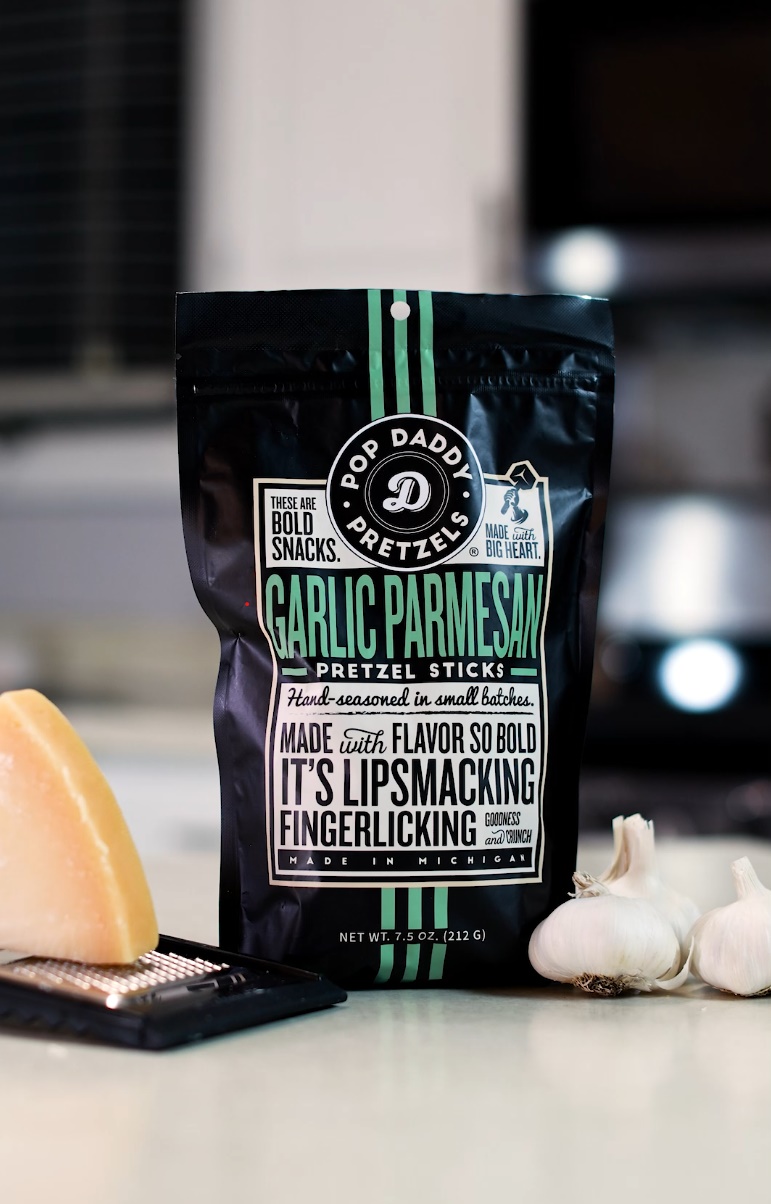 POP DADDY
D
PRETZELS
®
THESE ARE
BOLD
SNACKS.
MADE with
BIG HEART.
GARLIC PARMESAN
PRETZEL STICKS
Hand-seasoned in small batches.
MADE with FLAVOR SO BOLD
IT'S LIPSMACKING
FINGERLICKING GOODNESS
and CRUNCH
MADE IN MICHIGAN
NET WT. 7.5 OZ. (212 G)